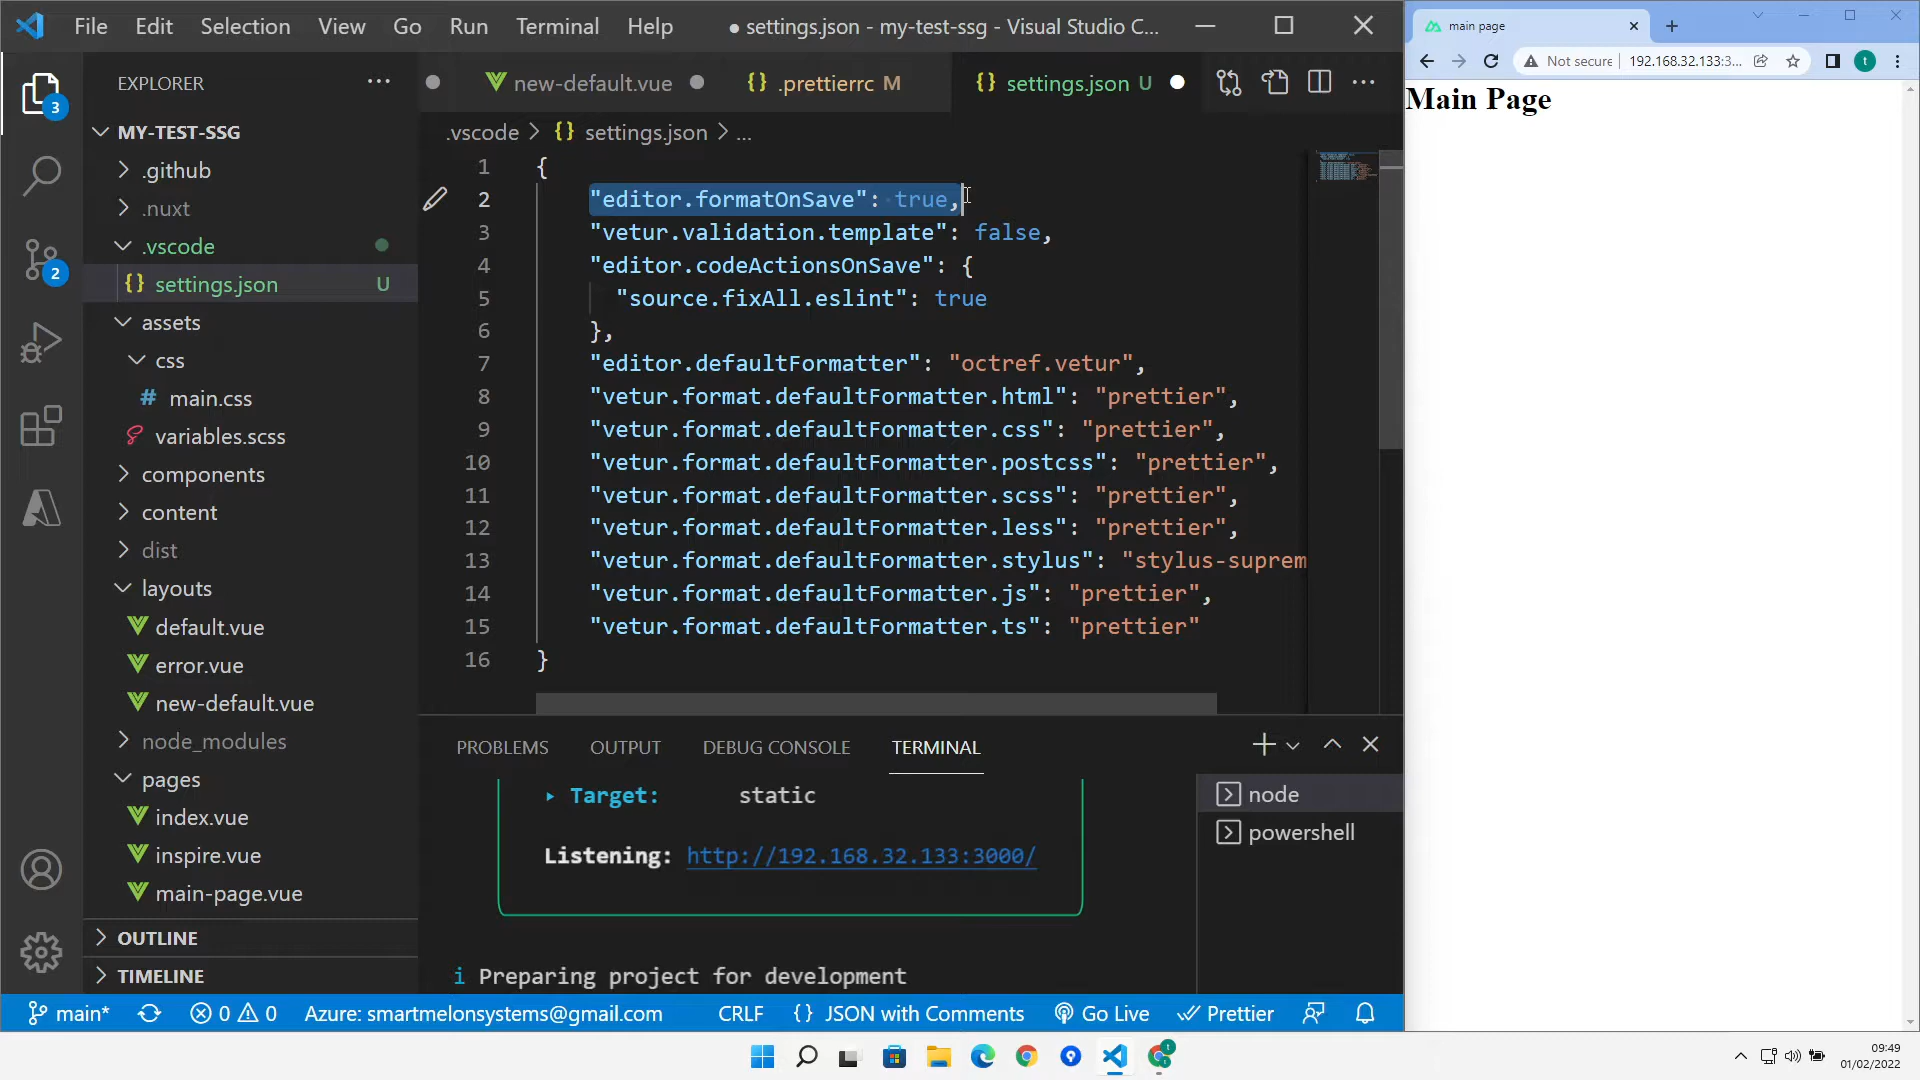 File Edit Selection View Go Run Terminal Help ● settings.json - my-test-ssg - Visual Studio C...
main page
EXPLORER
new-default.vue
{} .prettierrc M
{} settings.json U
Not secure 192.168.32.133:3... t
Main Page
3
MY-TEST-SSG
.github
.nuxt
.vscode
{} settings.json U
assets
css
# main.css
variables.scss
components
content
dist
layouts
default.vue
error.vue
new-default.vue
node_modules
pages
index.vue
inspire.vue
main-page.vue
OUTLINE
TIMELINE
2
.vscode > {} settings.json > ...
1 {
2 "editor.formatOnSave": true,
3 "vetur.validation.template": false,
4 "editor.codeActionsOnSave": {
5 "source.fixAll.eslint": true
6 },
7 "editor.defaultFormatter": "octref.vetur",
8 "vetur.format.defaultFormatter.html": "prettier",
9 "vetur.format.defaultFormatter.css": "prettier",
10 "vetur.format.defaultFormatter.postcss": "prettier",
11 "vetur.format.defaultFormatter.scss": "prettier",
12 "vetur.format.defaultFormatter.less": "prettier",
13 "vetur.format.defaultFormatter.stylus": "stylus-suprem
14 "vetur.format.defaultFormatter.js": "prettier",
15 "vetur.format.defaultFormatter.ts": "prettier"
16 }
PROBLEMS OUTPUT DEBUG CONSOLE TERMINAL
▸ Target: static
Listening: http://192.168.32.133:3000/
i Preparing project for development
node
powershell
main* 0 0 Azure: smartmelonsystems@gmail.com CRLF {} JSON with Comments Go Live Prettier
t
09:49
01/02/2022